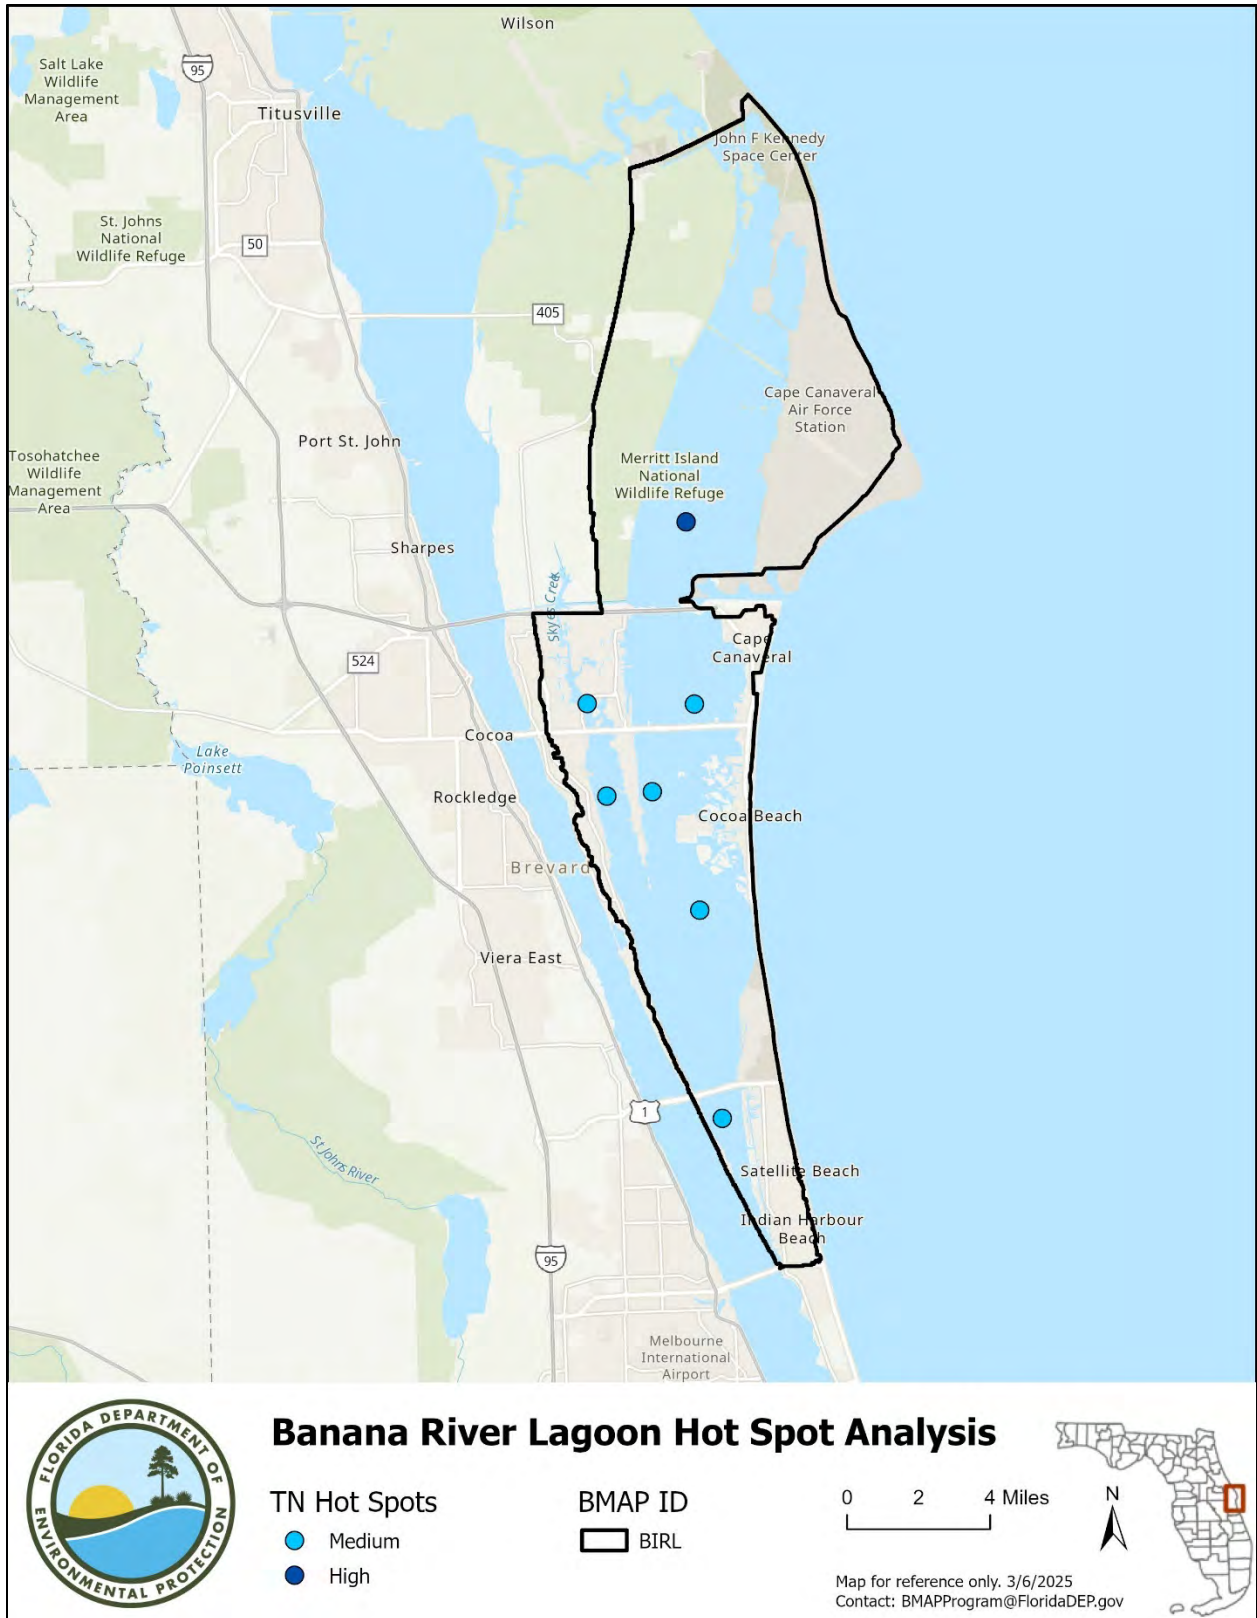 Wilson
Salt Lake
Wildlife
Management
Area
95
Titusville
John F Kennedy
Space Center
St. Johns
National
Wildlife Refuge
50
405
Cape Canaveral
Air Force
Station
Port St. John
Merritt Island
National
Wildlife Refuge
Tosohatchee
Wildlife
Management
Area
Sharpes
Skyes Creek
Cape
Canaveral
524
Cocoa
Lake
Poinsett
Rockledge
Cocoa Beach
Brevard
Viera East
1
St Johns River
Satellite Beach
Indian Harbour
Beach
95
Melbourne
International
Airport
FLORIDA DEPARTMENT OF
ENVIRONMENTAL PROTECTION
Banana River Lagoon Hot Spot Analysis
TN Hot Spots
Medium
High
BMAP ID
BIRL
0 2 4 Miles
N
Map for reference only. 3/6/2025
Contact: BMAPProgram@FloridaDEP.gov